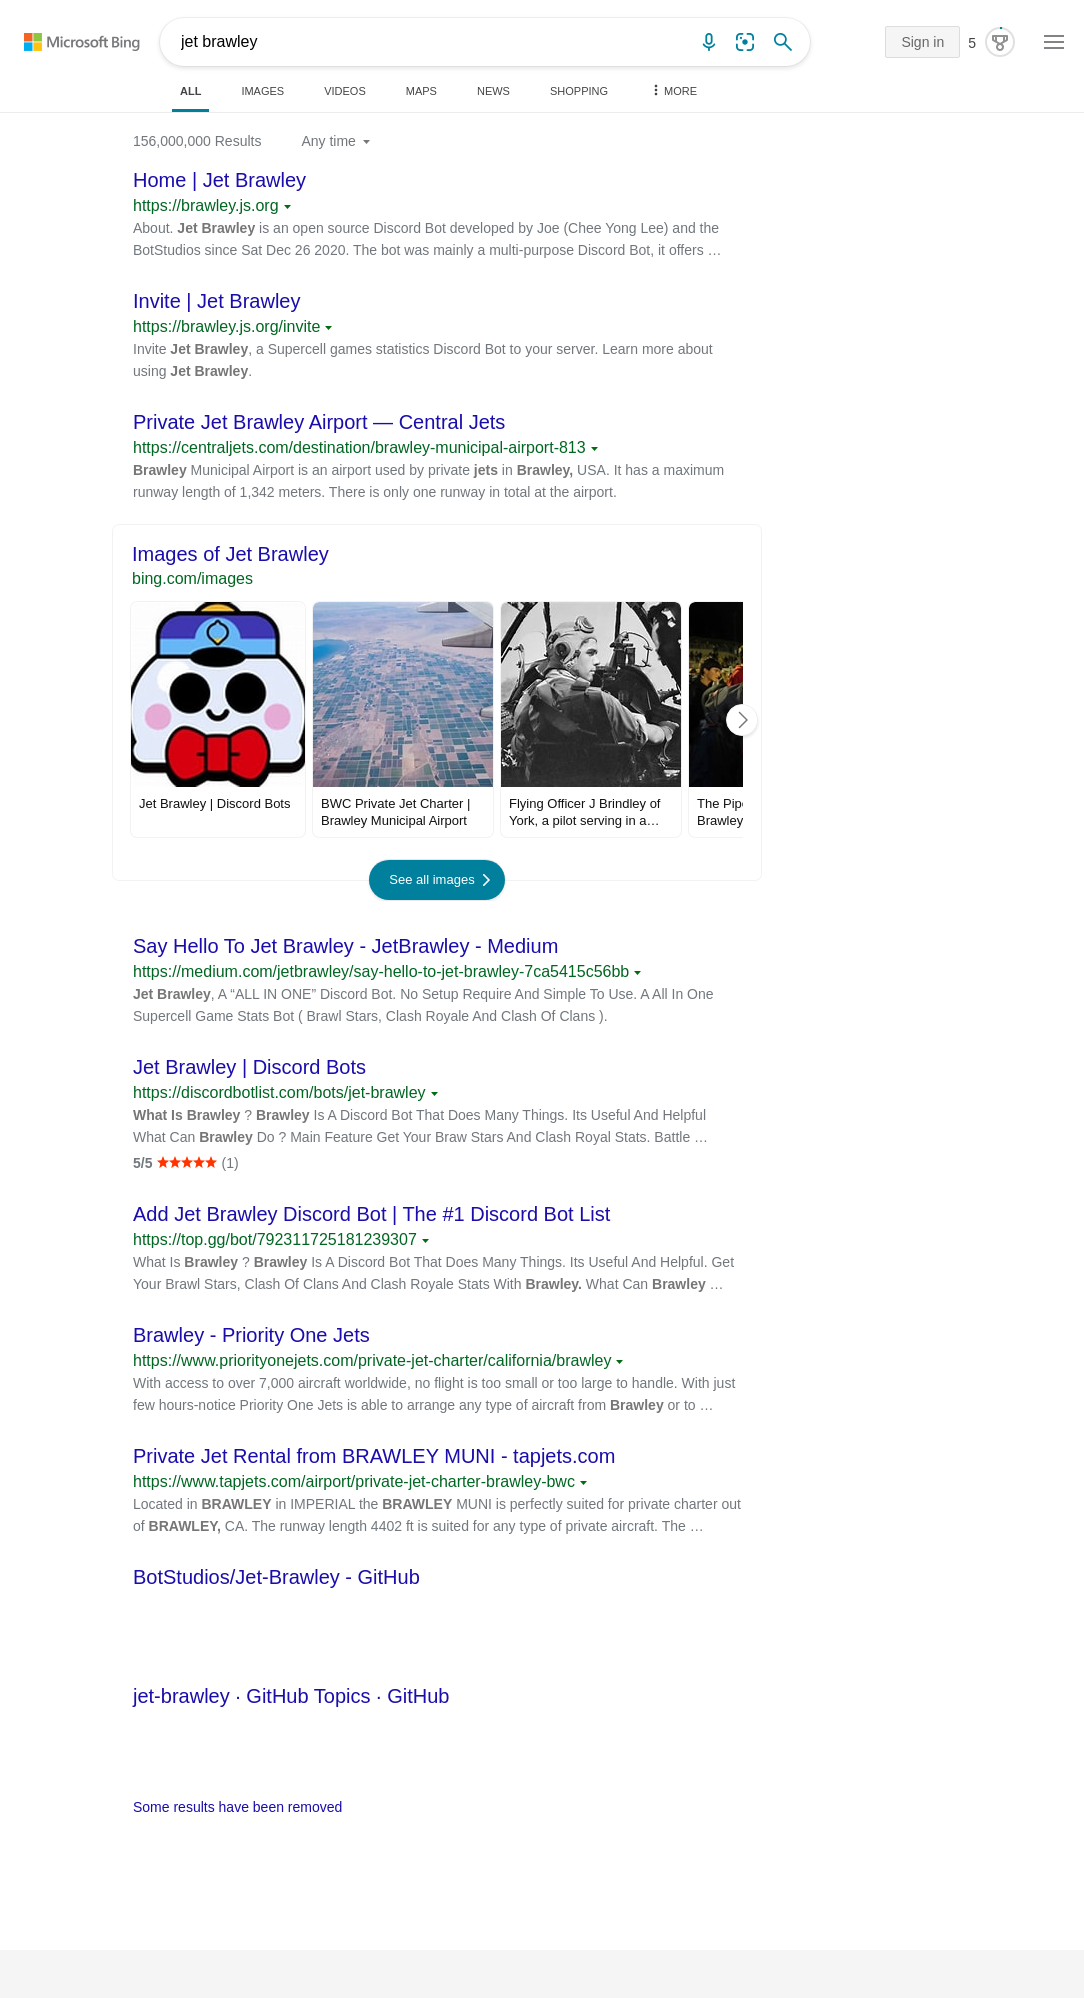 Microsoft Bing
jet brawley
Sign in
5
ALL
IMAGES
VIDEOS
MAPS
NEWS
SHOPPING
MORE
156,000,000 Results
Any time
Home | Jet Brawley
https://brawley.js.org
About. Jet Brawley is an open source Discord Bot developed by Joe (Chee Yong Lee) and the
BotStudios since Sat Dec 26 2020. The bot was mainly a multi-purpose Discord Bot, it offers …
Invite | Jet Brawley
https://brawley.js.org/invite
Invite Jet Brawley, a Supercell games statistics Discord Bot to your server. Learn more about
using Jet Brawley.
Private Jet Brawley Airport — Central Jets
https://centraljets.com/destination/brawley-municipal-airport-813
Brawley Municipal Airport is an airport used by private jets in Brawley, USA. It has a maximum
runway length of 1,342 meters. There is only one runway in total at the airport.
Images of Jet Brawley
bing.com/images
Jet Brawley | Discord Bots
BWC Private Jet Charter |
Brawley Municipal Airport
Flying Officer J Brindley of
York, a pilot serving in a…
The Pipe
Brawley
See all images
Say Hello To Jet Brawley - JetBrawley - Medium
https://medium.com/jetbrawley/say-hello-to-jet-brawley-7ca5415c56bb
Jet Brawley, A “ALL IN ONE” Discord Bot. No Setup Require And Simple To Use. A All In One
Supercell Game Stats Bot ( Brawl Stars, Clash Royale And Clash Of Clans ).
Jet Brawley | Discord Bots
https://discordbotlist.com/bots/jet-brawley
What Is Brawley ? Brawley Is A Discord Bot That Does Many Things. Its Useful And Helpful
What Can Brawley Do ? Main Feature Get Your Braw Stars And Clash Royal Stats. Battle …
5/5 (1)
Add Jet Brawley Discord Bot | The #1 Discord Bot List
https://top.gg/bot/792311725181239307
What Is Brawley ? Brawley Is A Discord Bot That Does Many Things. Its Useful And Helpful. Get
Your Brawl Stars, Clash Of Clans And Clash Royale Stats With Brawley. What Can Brawley …
Brawley - Priority One Jets
https://www.priorityonejets.com/private-jet-charter/california/brawley
With access to over 7,000 aircraft worldwide, no flight is too small or too large to handle. With just
few hours-notice Priority One Jets is able to arrange any type of aircraft from Brawley or to …
Private Jet Rental from BRAWLEY MUNI - tapjets.com
https://www.tapjets.com/airport/private-jet-charter-brawley-bwc
Located in BRAWLEY in IMPERIAL the BRAWLEY MUNI is perfectly suited for private charter out
of BRAWLEY, CA. The runway length 4402 ft is suited for any type of private aircraft. The …
BotStudios/Jet-Brawley - GitHub
jet-brawley · GitHub Topics · GitHub
Some results have been removed